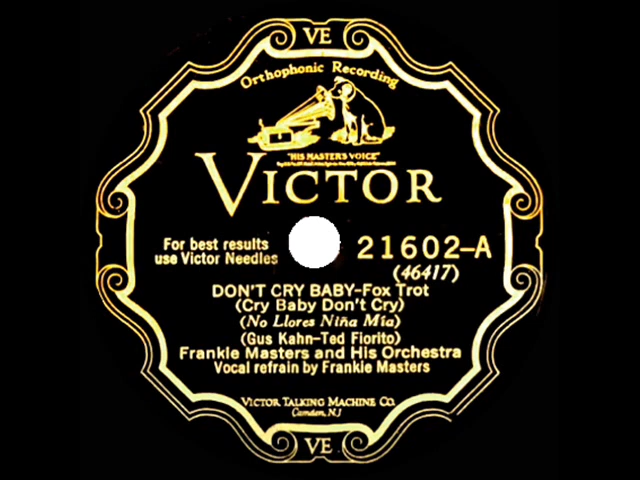 VE
Orthophonic Recording
"HIS MASTER'S VOICE"
VICTOR
For best results
use Victor Needles
21602-A
(46417)
DON'T CRY BABY-Fox Trot
(Cry Baby Don't Cry)
(No Llores Niña Mía)
(Gus Kahn-Ted Fiorito)
Frankie Masters and His Orchestra
Vocal refrain by Frankie Masters
VICTOR TALKING MACHINE CO.
Camden, N.J.
VE